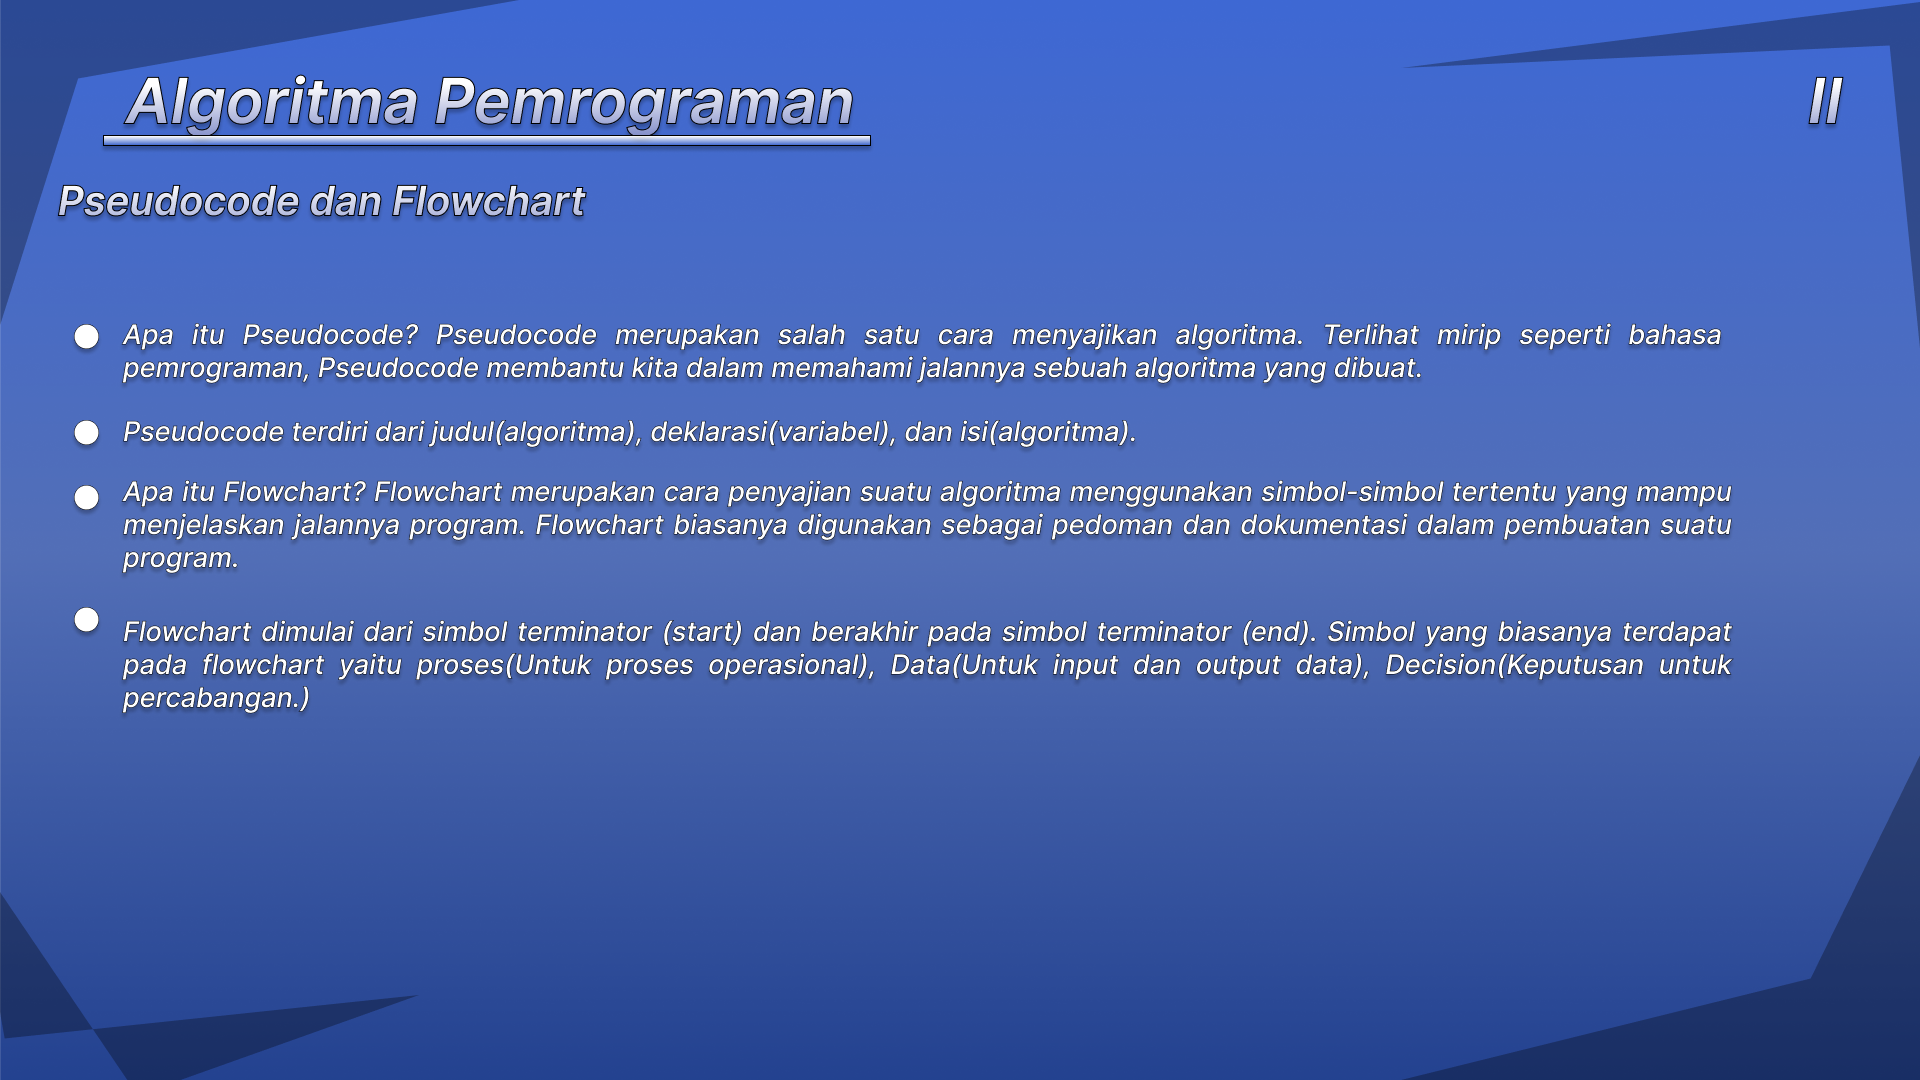 Algoritma Pemrograman
II
Pseudocode dan Flowchart
Apa itu Pseudocode? Pseudocode merupakan salah satu cara menyajikan algoritma. Terlihat mirip seperti bahasa
pemrograman, Pseudocode membantu kita dalam memahami jalannya sebuah algoritma yang dibuat.
Pseudocode terdiri dari judul(algoritma), deklarasi(variabel), dan isi(algoritma).
Apa itu Flowchart? Flowchart merupakan cara penyajian suatu algoritma menggunakan simbol-simbol tertentu yang mampu
menjelaskan jalannya program. Flowchart biasanya digunakan sebagai pedoman dan dokumentasi dalam pembuatan suatu
program.
Flowchart dimulai dari simbol terminator (start) dan berakhir pada simbol terminator (end). Simbol yang biasanya terdapat
pada flowchart yaitu proses(Untuk proses operasional), Data(Untuk input dan output data), Decision(Keputusan untuk
percabangan.)